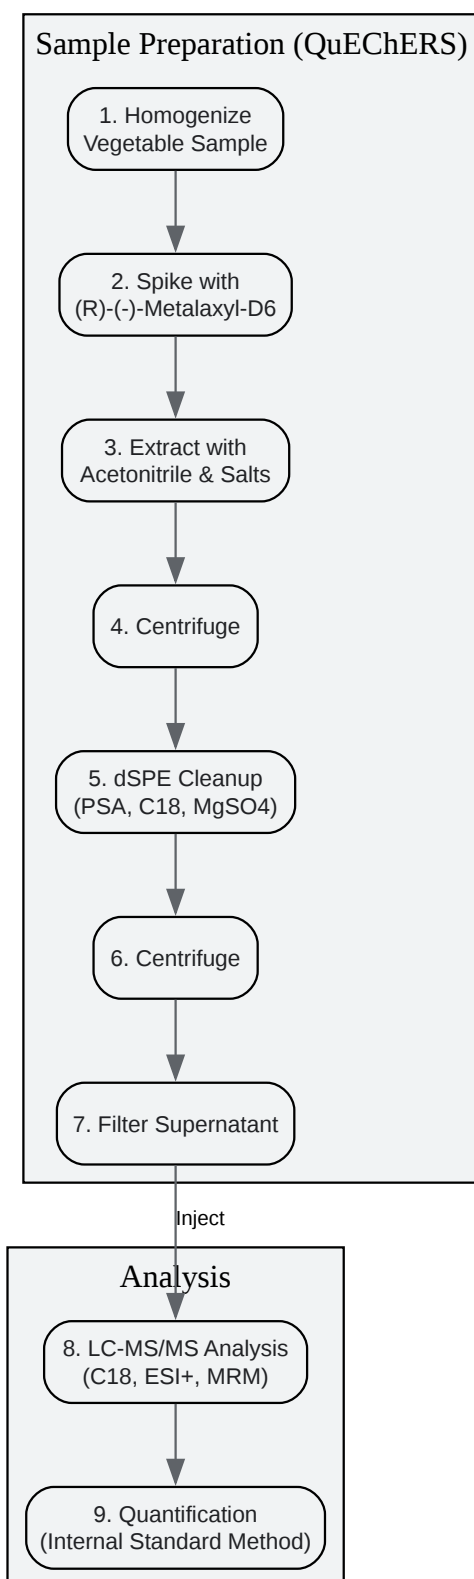 Sample Preparation (QuEChERS)
1. Homogenize
Vegetable Sample
2. Spike with
(R)-(-)-Metalaxyl-D6
3. Extract with
Acetonitrile & Salts
4. Centrifuge
5. dSPE Cleanup
(PSA, C18, MgSO4)
6. Centrifuge
7. Filter Supernatant
Inject
Analysis
8. LC-MS/MS Analysis
(C18, ESI+, MRM)
9. Quantification
(Internal Standard Method)